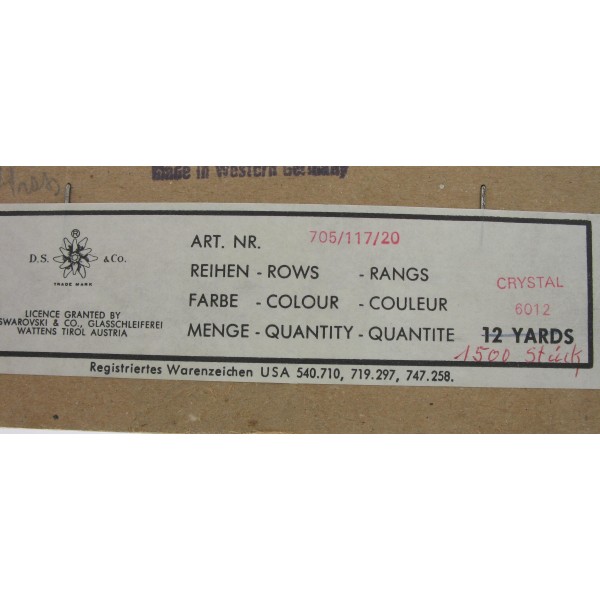 Made in Western Germany
D.S. ® & Co.
TRADE MARK
LICENCE GRANTED BY
SWAROVSKI & CO., GLASSCHLEIFEREI
WATTENS TIROL AUSTRIA
ART. NR. 705/117/20
REIHEN - ROWS - RANGS
CRYSTAL
FARBE - COLOUR - COULEUR
6012
MENGE - QUANTITY - QUANTITE 12 YARDS
1500 Stück
Registriertes Warenzeichen USA 540.710, 719.297, 747.258.